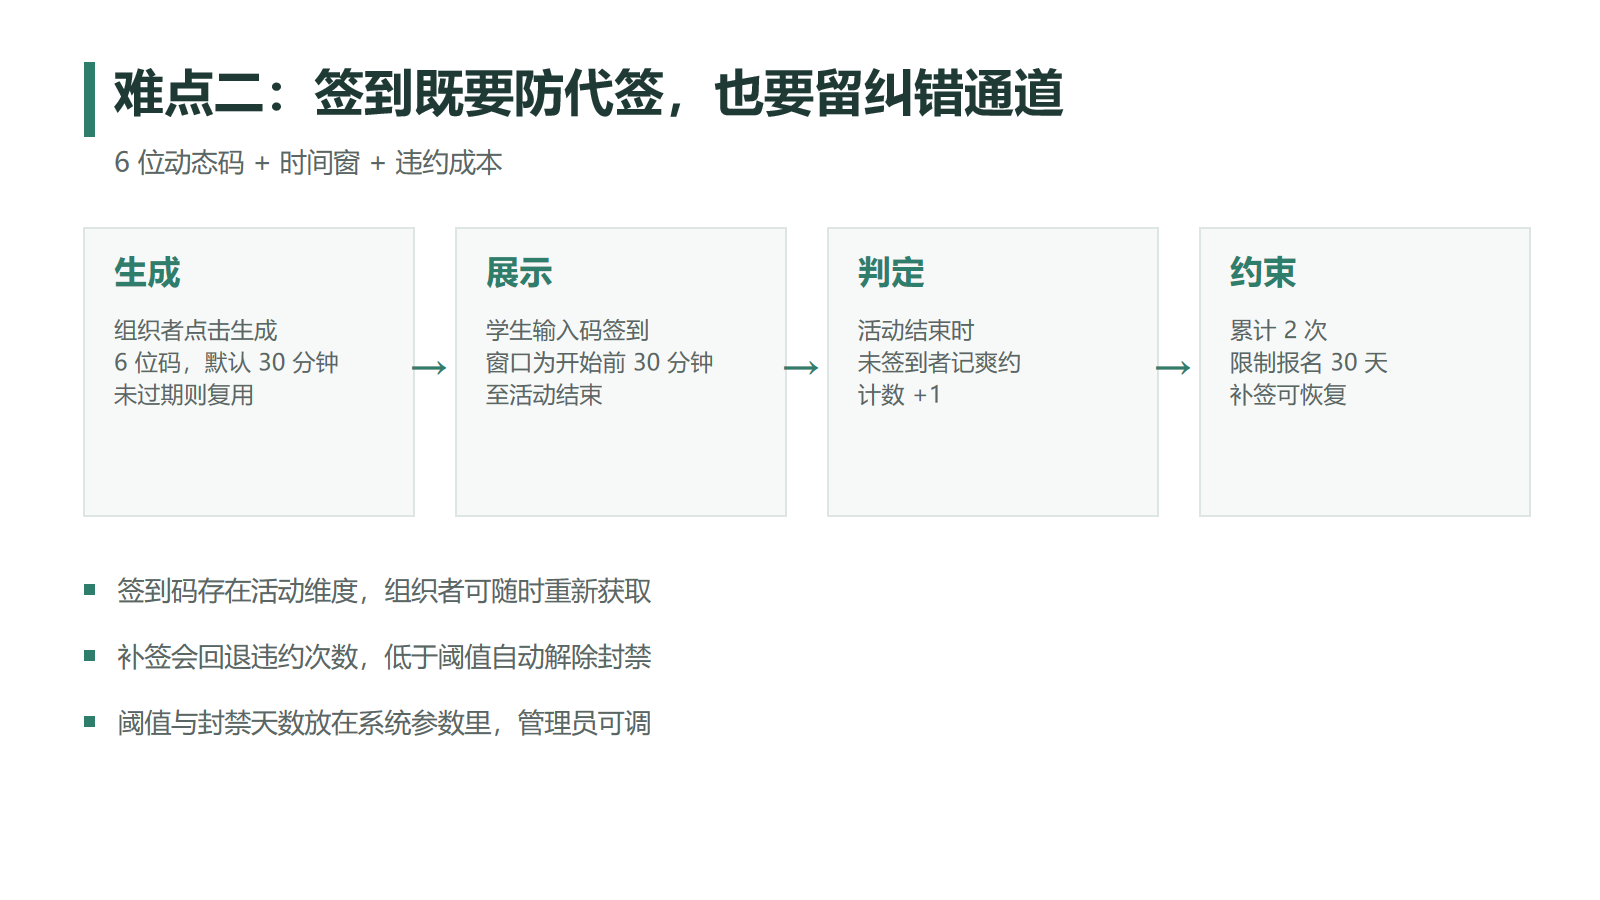 难点二：签到既要防代签，也要留纠错通道
6 位动态码 + 时间窗 + 违约成本
生成
组织者点击生成
6 位码，默认 30 分钟
未过期则复用
→
展示
学生输入码签到
窗口为开始前 30 分钟
至活动结束
→
判定
活动结束时
未签到者记爽约
计数 +1
→
约束
累计 2 次
限制报名 30 天
补签可恢复
签到码存在活动维度，组织者可随时重新获取
补签会回退违约次数，低于阈值自动解除封禁
阈值与封禁天数放在系统参数里，管理员可调